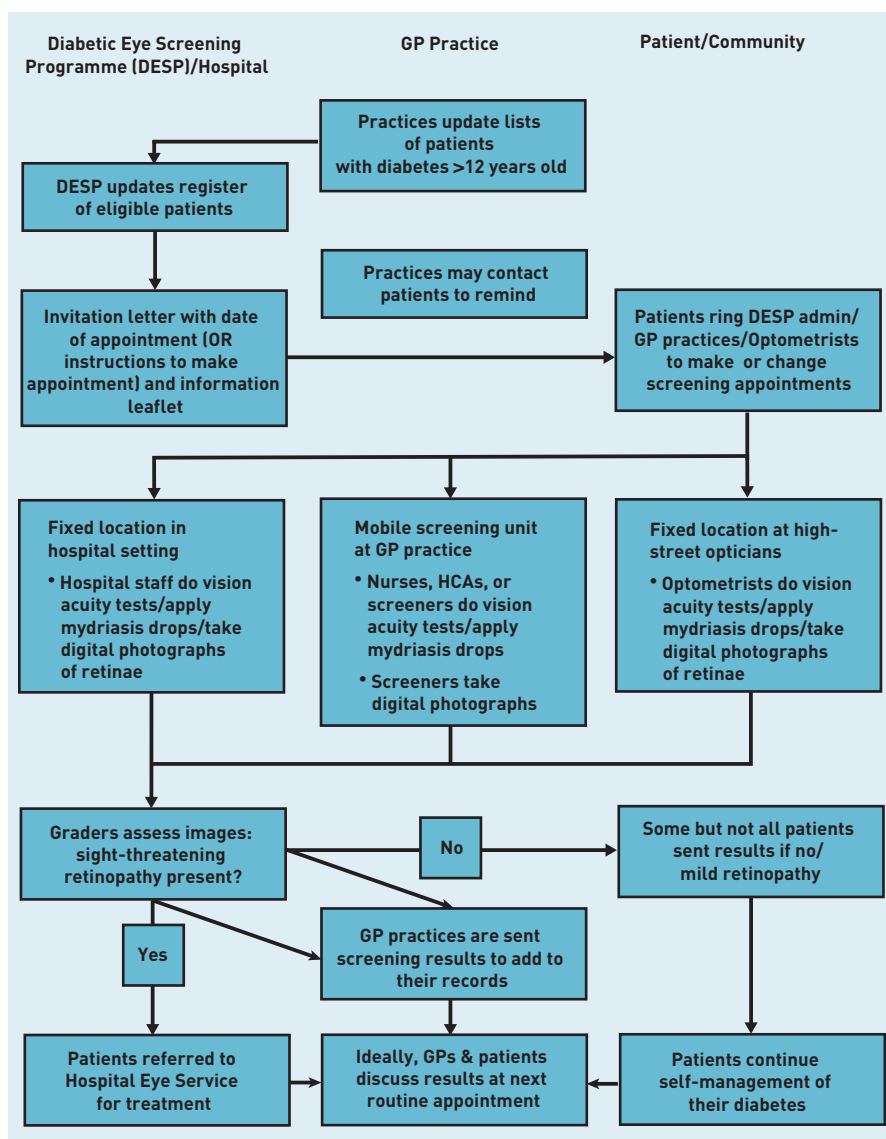 Diabetic Eye Screening
Programme (DESP)/Hospital
GP Practice
Patient/Community
Practices update lists
of patients
with diabetes >12 years old
DESP updates register
of eligible patients
Practices may contact
patients to remind
Invitation letter with date
of appointment (OR
instructions to make
appointment) and information
leaflet
Patients ring DESP admin/
GP practices/Optometrists
to make or change
screening appointments
Fixed location in
hospital setting
• Hospital staff do vision
acuity tests/apply
mydriasis drops/take
digital photographs
of retinae
Mobile screening unit
at GP practice
• Nurses, HCAs, or
screeners do vision
acuity tests/apply
mydriasis drops
• Screeners take
digital photographs
Fixed location at high-
street opticians
• Optometrists do vision
acuity tests/apply
mydriasis drops/take
digital photographs
of retinae
Graders assess images:
sight-threatening
retinopathy present?
No
Some but not all patients
sent results if no/
mild retinopathy
Yes
GP practices are sent
screening results to add to
their records
Patients referred to
Hospital Eye Service
for treatment
Ideally, GPs & patients
discuss results at next
routine appointment
Patients continue
self-management of
their diabetes